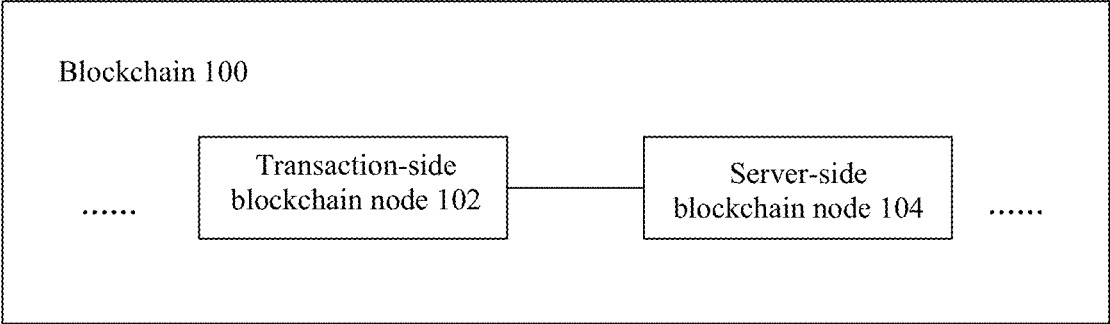 Blockchain 100
Transaction-side
blockchain node 102
Server-side
blockchain node 104
......
......